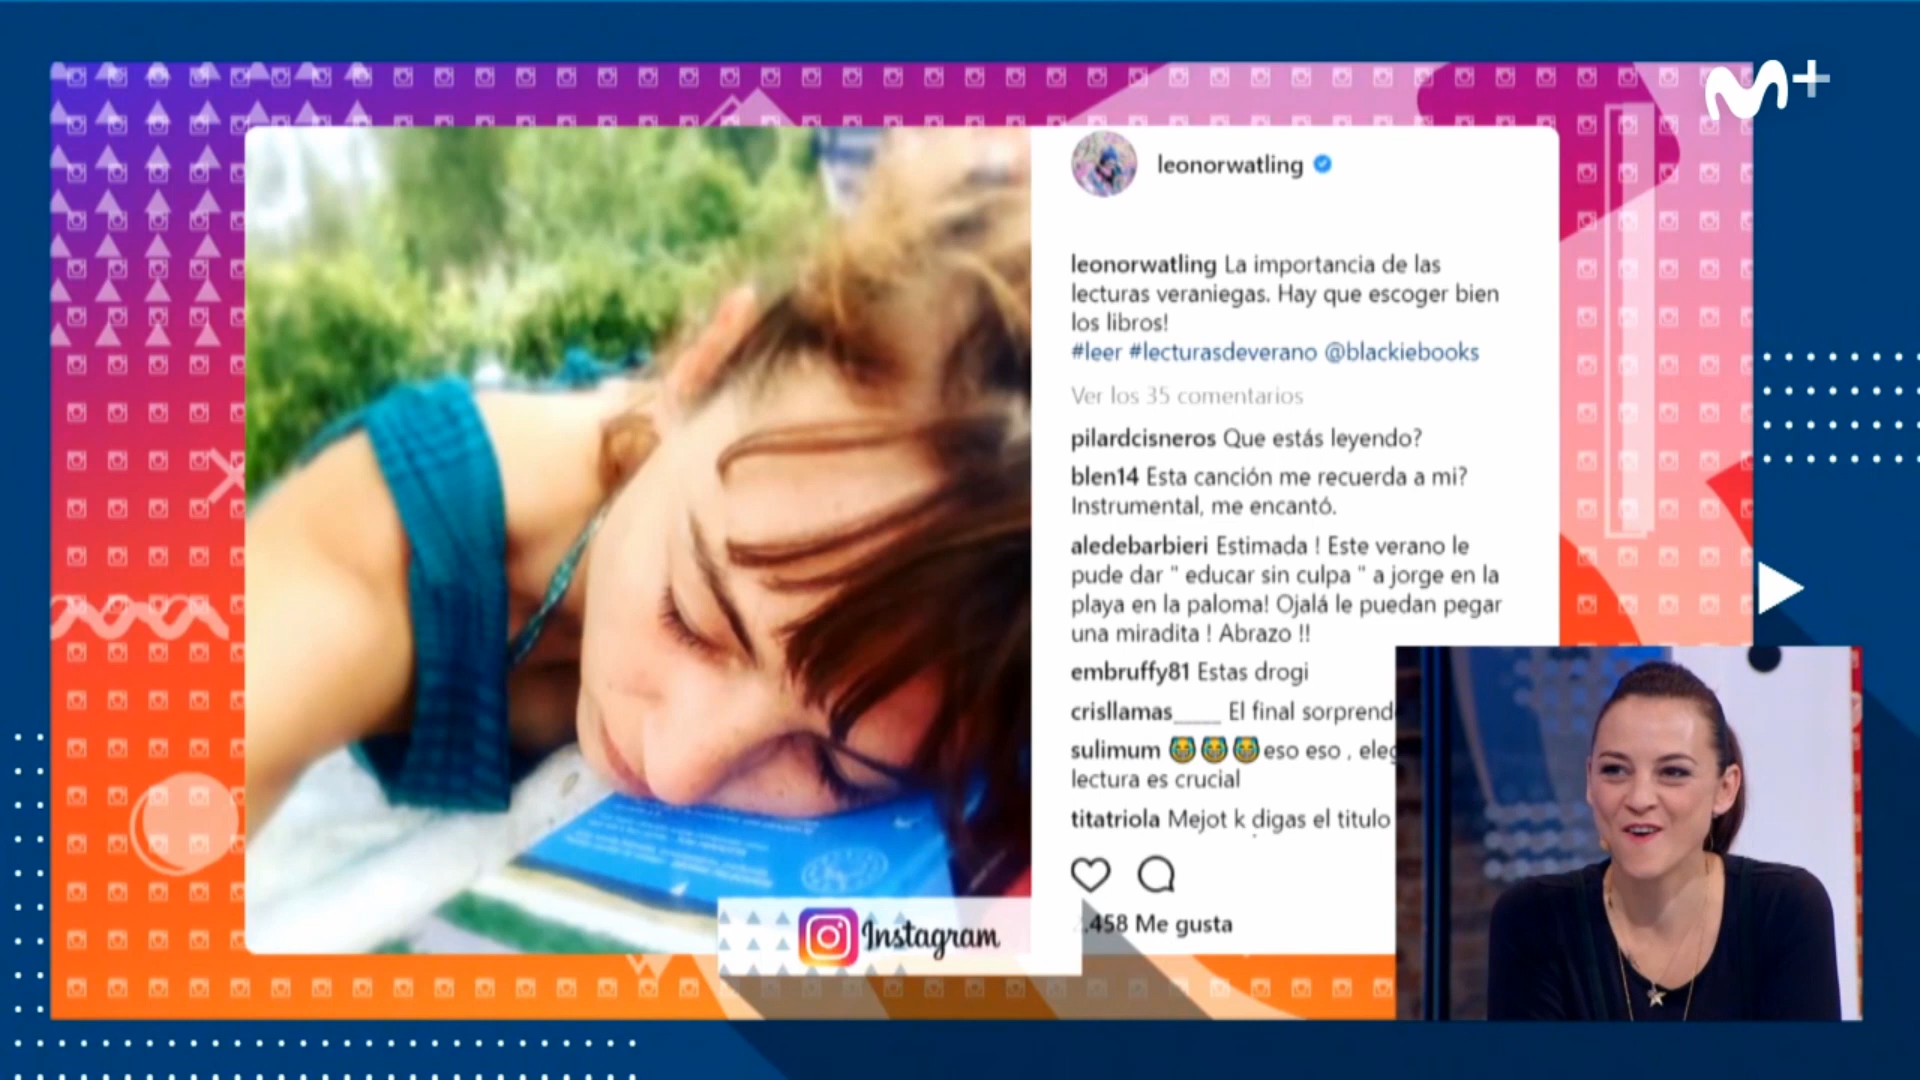 M+
leonorwatling
leonorwatling La importancia de las
lecturas veraniegas. Hay que escoger bien
los libros!
#leer #lecturasdeverano @blackiebooks
Ver los 35 comentarios
pilardcisneros Que estás leyendo?
blen14 Esta canción me recuerda a mi?
Instrumental, me encantó.
aledebarbieri Estimada ! Este verano le
pude dar " educar sin culpa " a jorge en la
playa en la paloma! Ojalá le puedan pegar
una miradita ! Abrazo !!
embruffy81 Estas drogi
crisllamas____ El final sorprend
sulimum 😹😹😹 eso eso , eleg
lectura es crucial
titatriola Mejot k digas el titulo
.458 Me gusta
Instagram